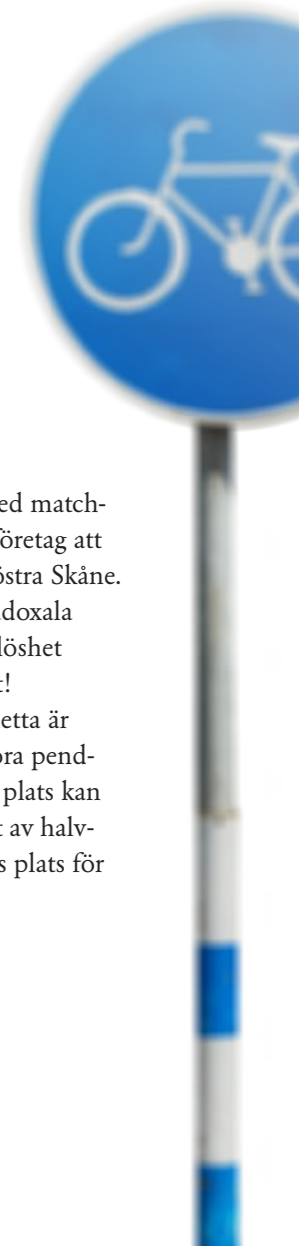 ed match-
öretag att
östra Skåne.
doxala
löshet
t!
etta är
ora pend-
plats kan
t av halv-
s plats för